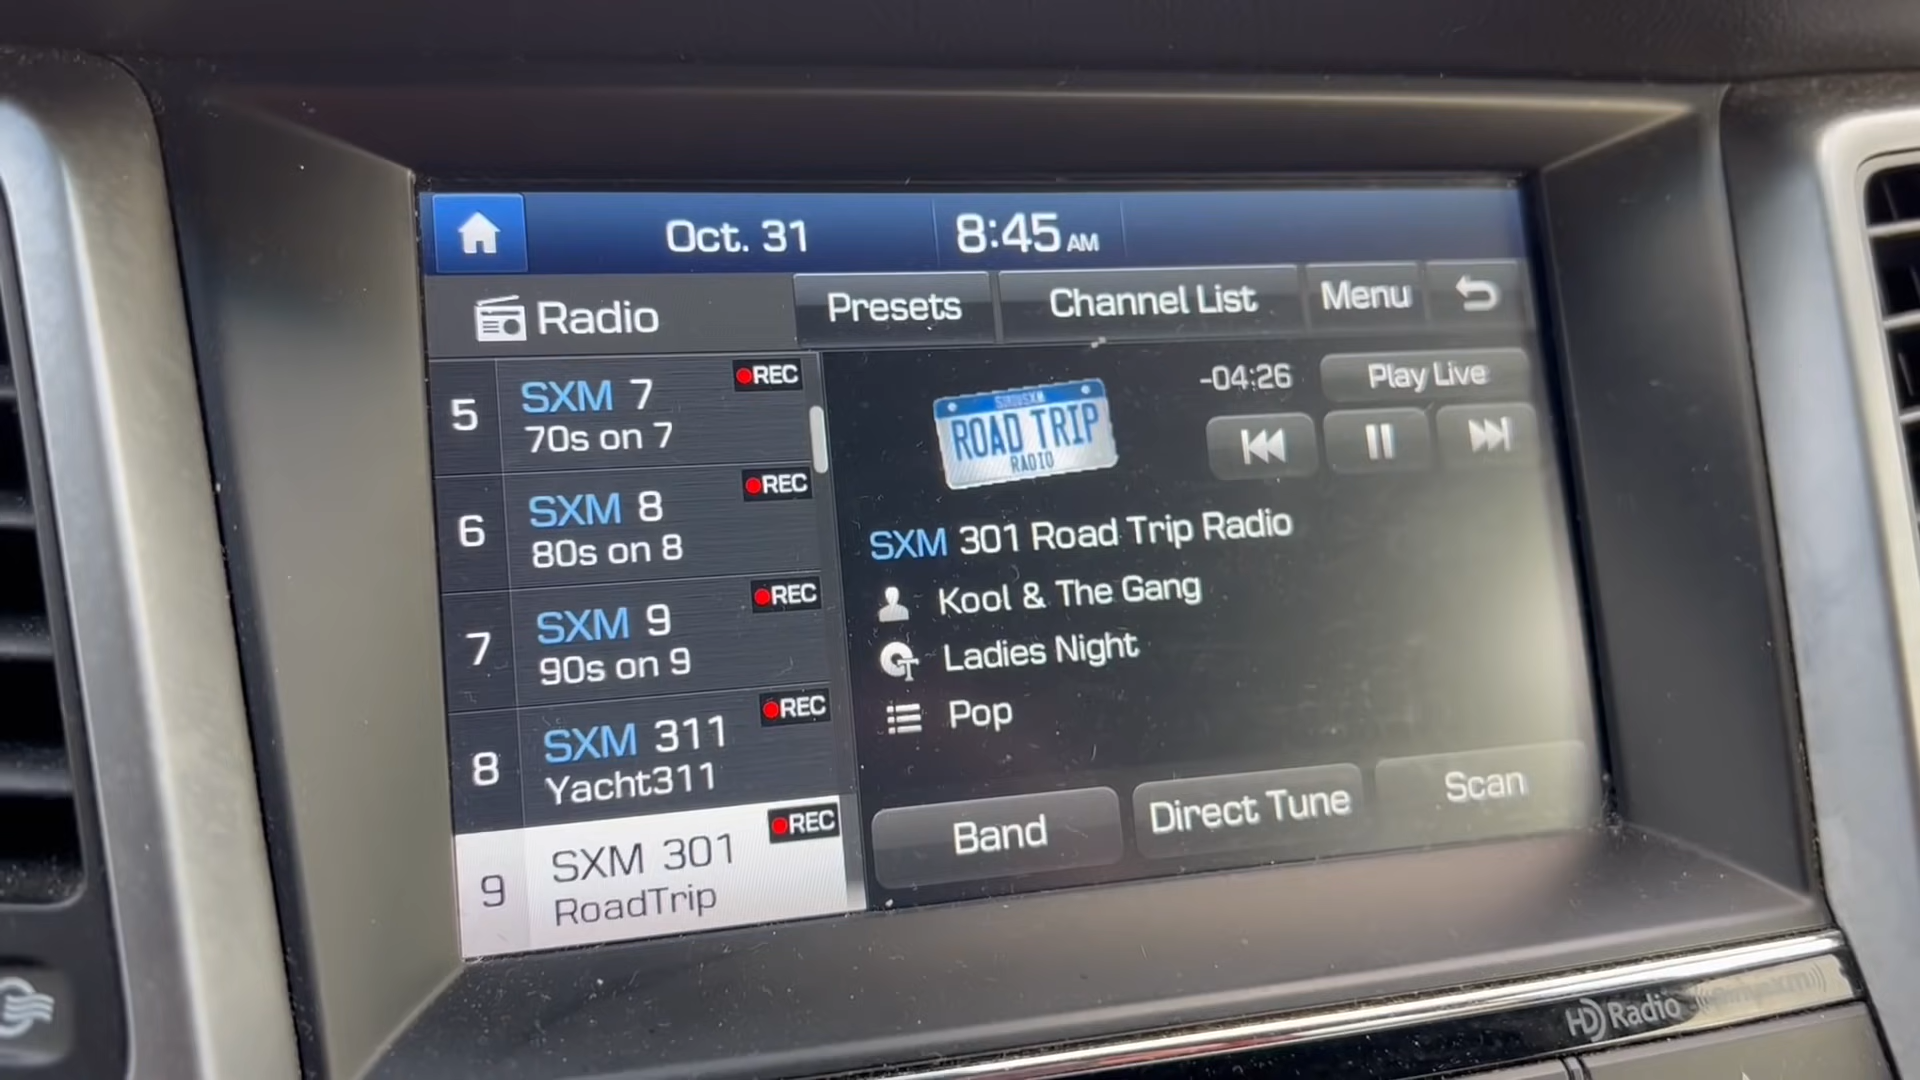 Oct. 31
8:45 AM
Radio
Presets
Channel List
Menu
5
SXM 7
REC
70s on 7
6
SXM 8
REC
80s on 8
7
SXM 9
REC
90s on 9
8
SXM 311
REC
Yacht311
9
SXM 301
REC
RoadTrip
SIRIUSXM
ROAD TRIP
RADIO
-04:26
Play Live
SXM 301 Road Trip Radio
Kool & The Gang
Ladies Night
Pop
Band
Direct Tune
Scan
HD Radio
((SiriusXM))